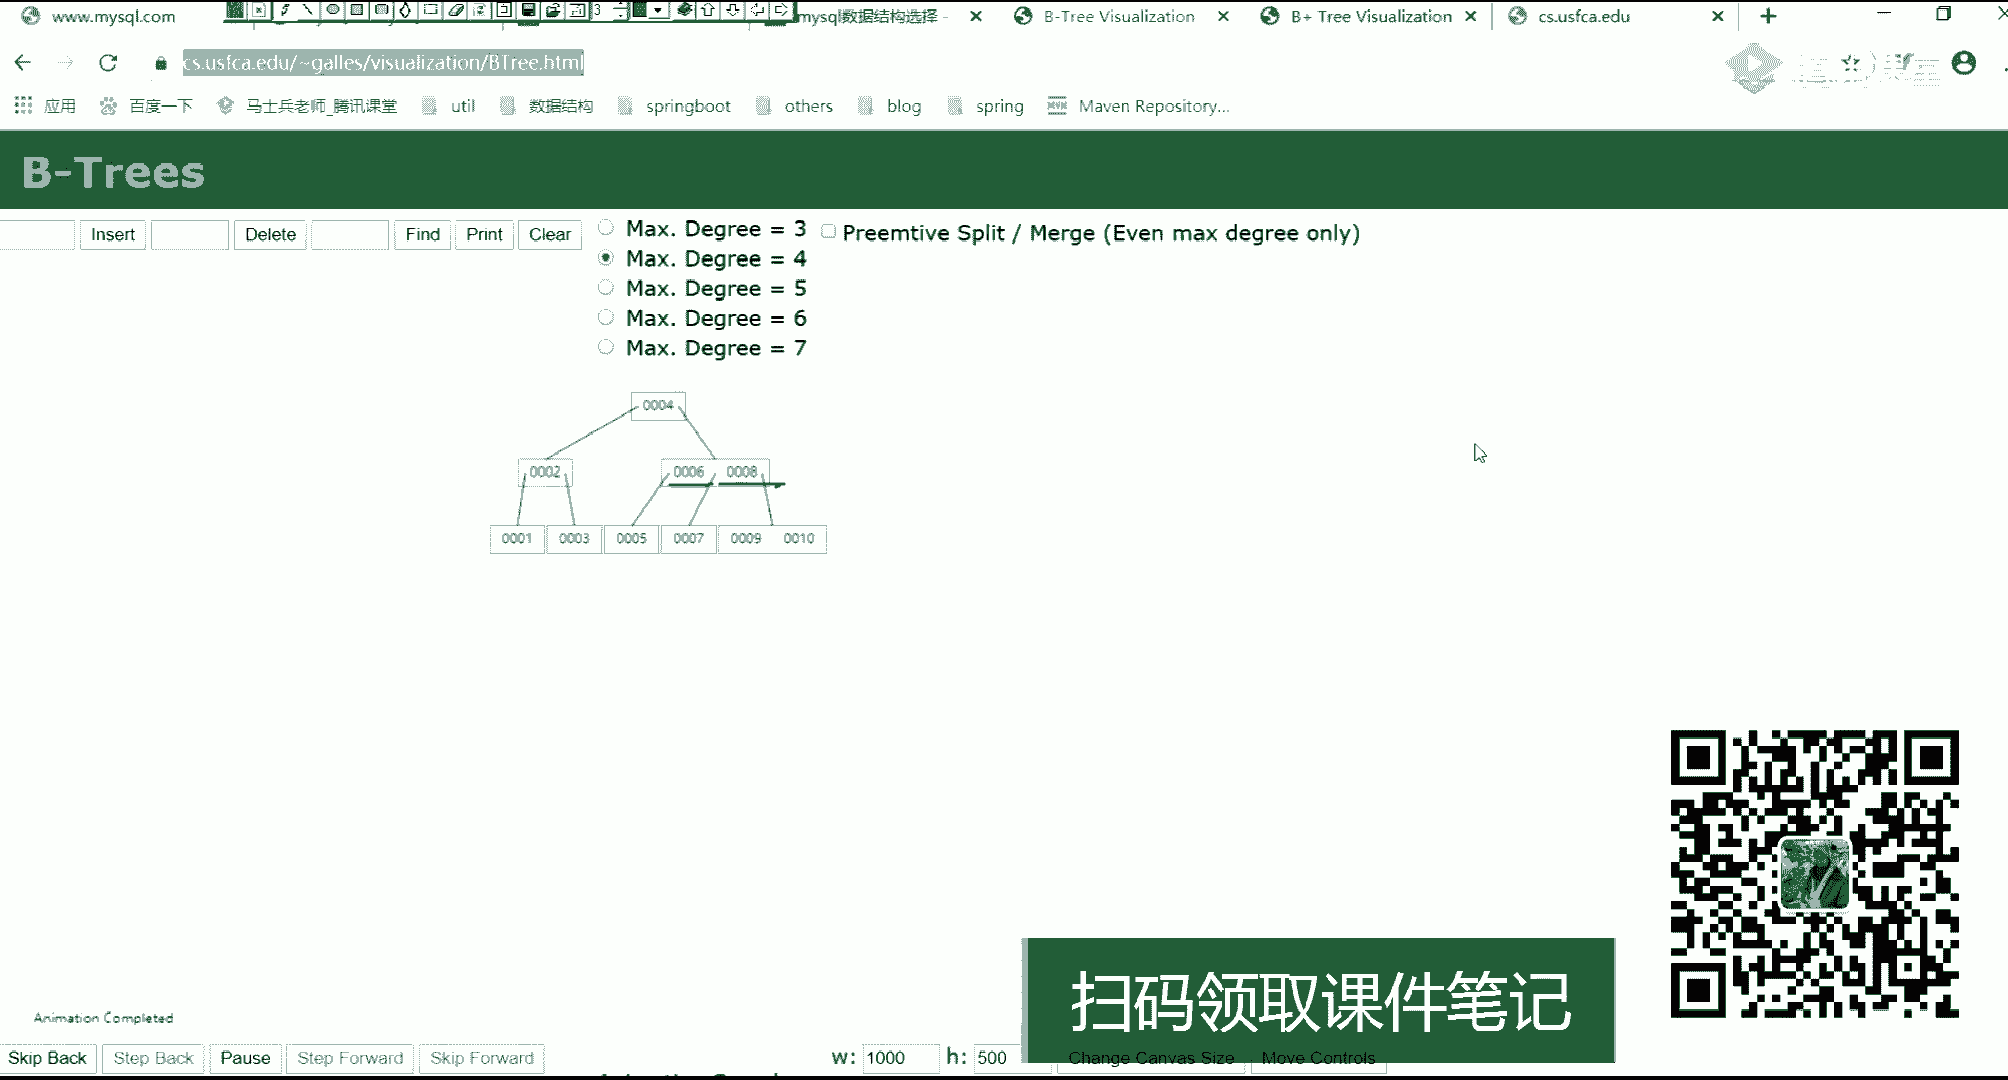 www.mysql.com
mysql数据结构选择 -
B-Tree Visualization
B+ Tree Visualization
cs.usfca.edu
cs.usfca.edu/~galles/visualization/BTree.html
应用
百度一下
马士兵老师_腾讯课堂
util
数据结构
springboot
others
blog
spring
Maven Repository...
B-Trees
Insert
Delete
Find
Print
Clear
Max. Degree = 3
Max. Degree = 4
Max. Degree = 5
Max. Degree = 6
Max. Degree = 7
Preemtive Split / Merge (Even max degree only)
0004
0002
0006 0008
0001 0003 0005 0007 0009 0010
扫码领取课件笔记
Animation Completed
Skip Back
Step Back
Pause
Step Forward
Skip Forward
w: 1000 h: 500
Change Canvas Size
Move Controls